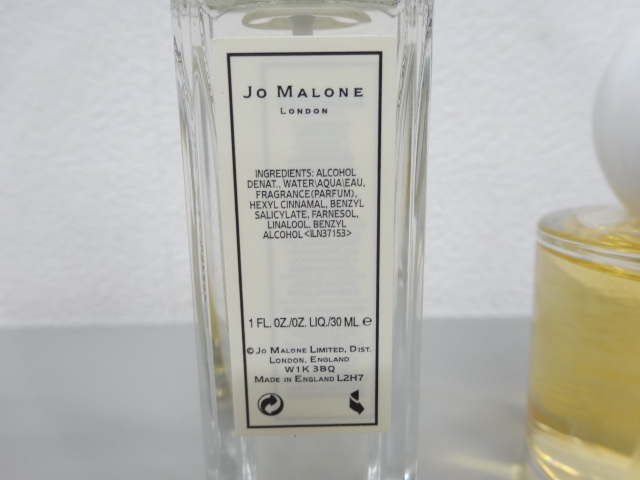 JO MALONE
LONDON
INGREDIENTS: ALCOHOL
DENAT., WATER\AQUA\EAU,
FRAGRANCE(PARFUM),
HEXYL CINNAMAL, BENZYL
SALICYLATE, FARNESOL,
LINALOOL, BENZYL
ALCOHOL <ILN37153>
1 FL. OZ./OZ. LIQ./30 ML ℮
©JO MALONE LIMITED, DIST.
LONDON, ENGLAND
W1K 3BQ
MADE IN ENGLAND L2H7